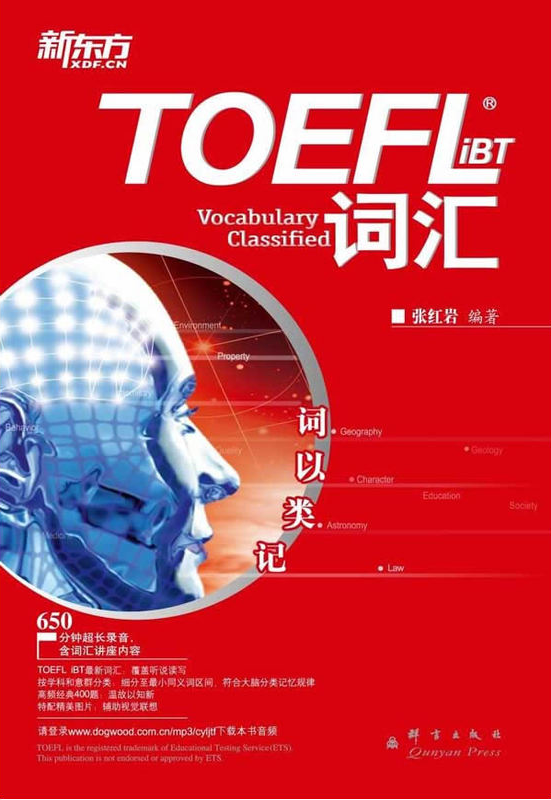 新东方
XDF.CN
TOEFL®
iBT
Vocabulary
Classified
词汇
■ 张红岩 编著
Environment
Property
Behavior
Quality
Medicine
词以类记
Geography
Geology
Character
Education
Society
Astronomy
Law
650
分钟超长录音，
含词汇讲座内容
TOEFL iBT最新词汇：覆盖听说读写
按学科和意群分类：细分至最小同义词区间，符合大脑分类记忆规律
高频经典400题：温故以知新
特配精美图片：辅助视觉联想
请登录www.dogwood.com.cn/mp3/cyljtf下载本书音频
TOEFL is the registered trademark of Educational Testing Service(ETS).
This publication is not endorsed or approved by ETS.
群言出版社
Qunyan Press